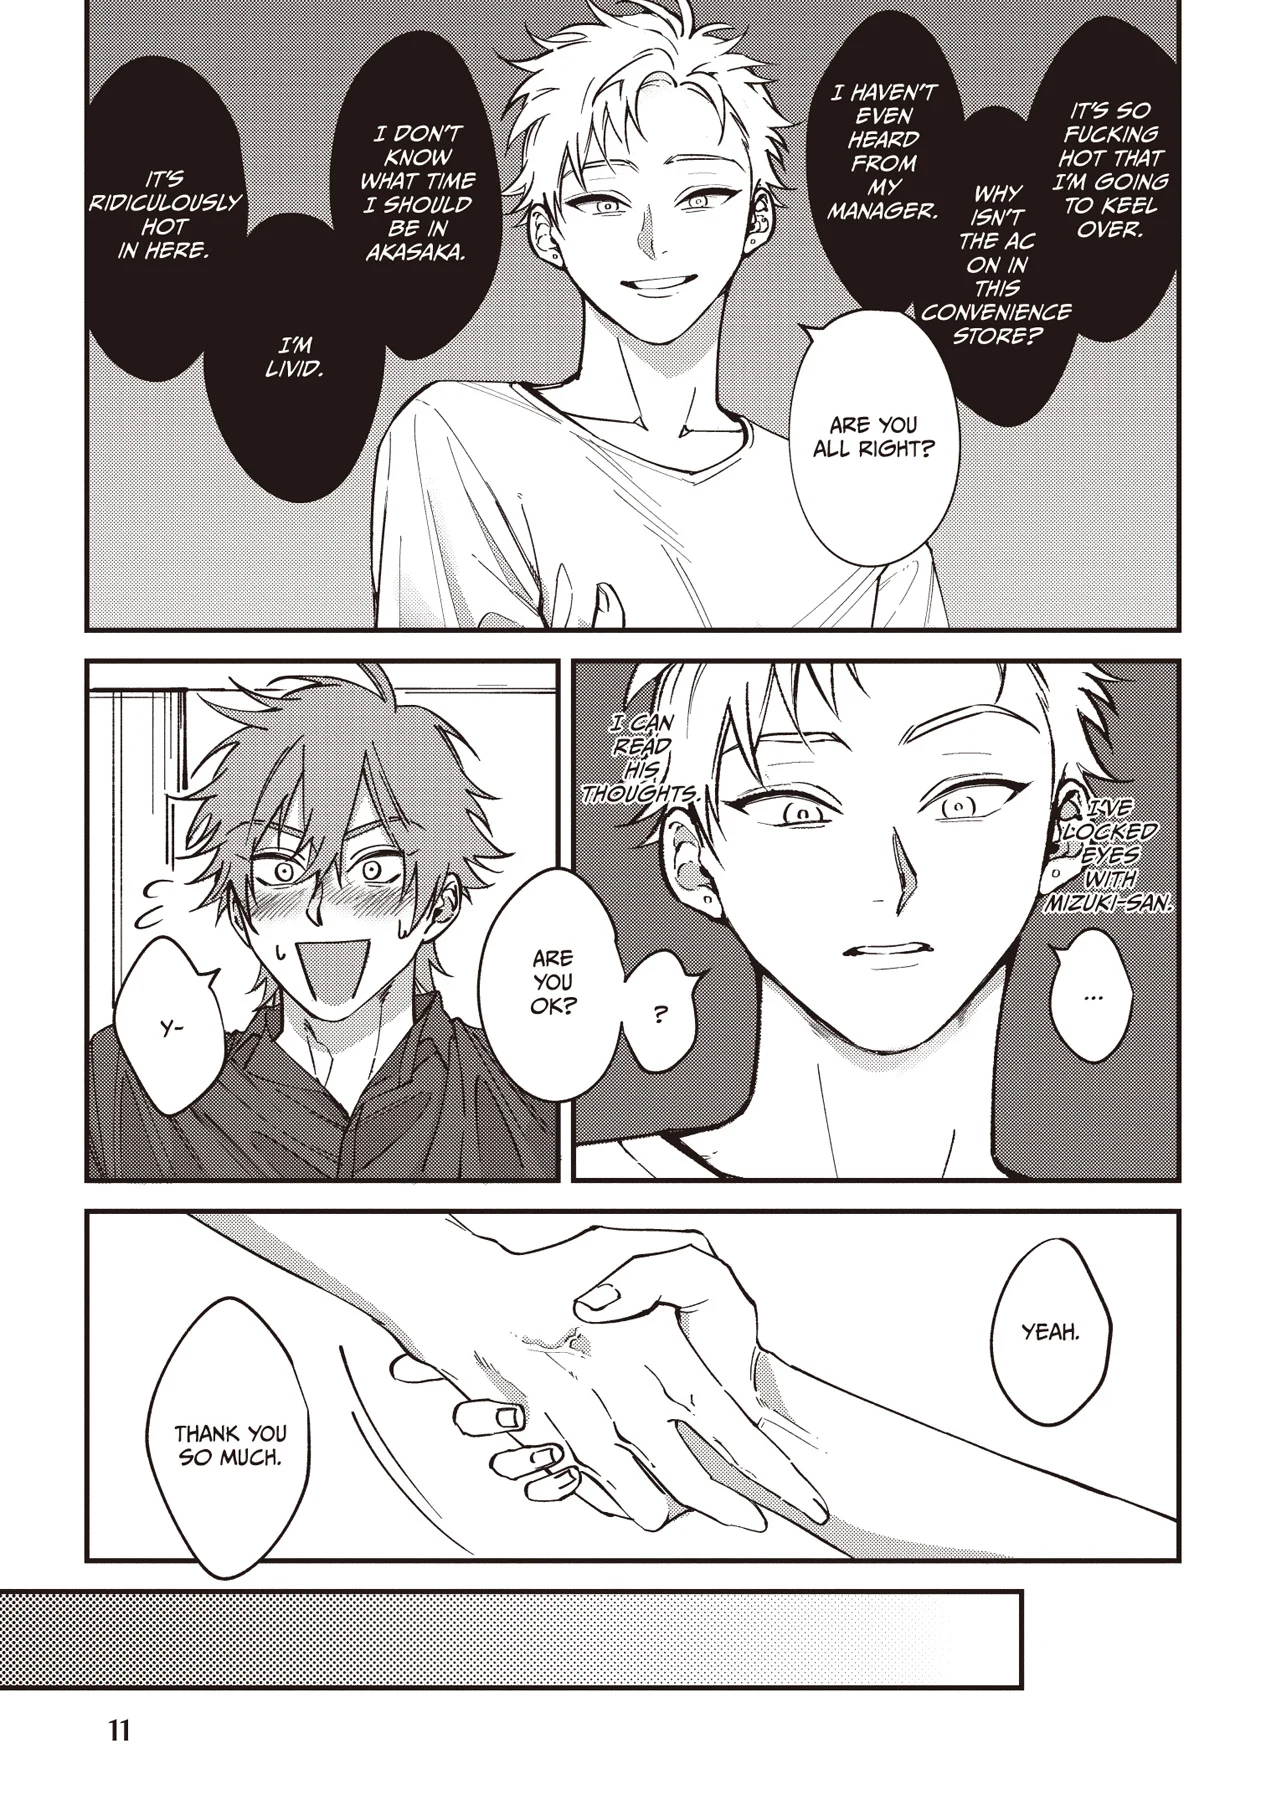 IT'S SO
FUCKING
HOT THAT
I'M GOING
TO KEEL
OVER.
WHY
ISN'T
THE AC
ON IN
THIS
CONVENIENCE
STORE?
I HAVEN'T
EVEN
HEARD
FROM
MY
MANAGER.
ARE YOU
ALL RIGHT?
I DON'T
KNOW
WHAT TIME
I SHOULD
BE IN
AKASAKA.
I'M
LIVID.
IT'S
RIDICULOUSLY
HOT
IN HERE.
I'VE
LOCKED
EYES
WITH
MIZUKI-SAN.
...
I CAN
READ
HIS
THOUGHTS.
?
ARE
YOU
OK?
Y-
YEAH.
THANK YOU
SO MUCH.
11